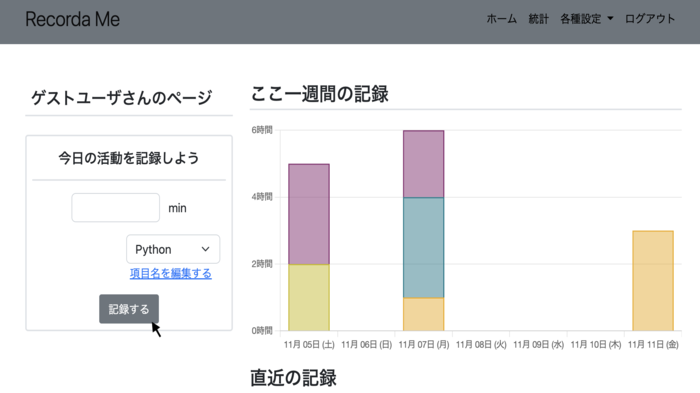 Recorda Me
ホーム 統計 各種設定 ログアウト
ゲストユーザさんのページ
今日の活動を記録しよう
min
Python
項目名を編集する
記録する
ここ一週間の記録
6時間
4時間
2時間
0時間
11月 05日 (土) 11月 06日 (日) 11月 07日 (月) 11月 08日 (火) 11月 09日 (水) 11月 10日 (木) 11月 11日 (金)
直近の記録